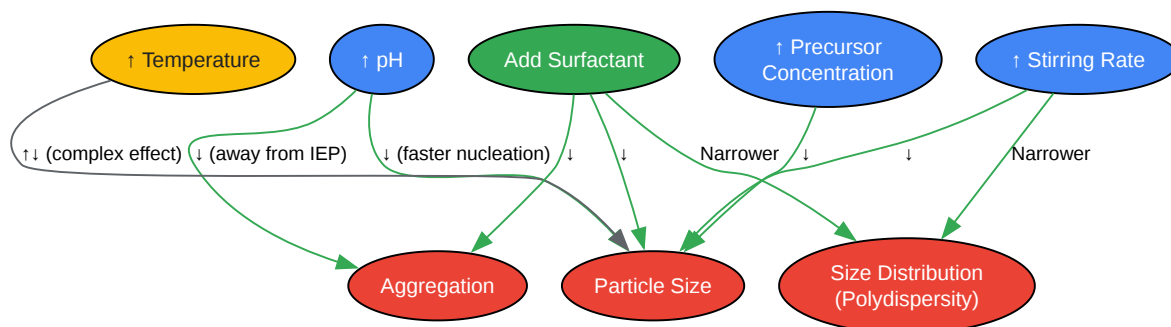 ↑ Temperature
↑ pH
Add Surfactant
↑ Precursor
Concentration
↑ Stirring Rate
↑↓ (complex effect)
↓ (away from IEP)
↓ (faster nucleation)
↓
↓
Narrower
↓
↓
Narrower
Aggregation
Particle Size
Size Distribution
(Polydispersity)